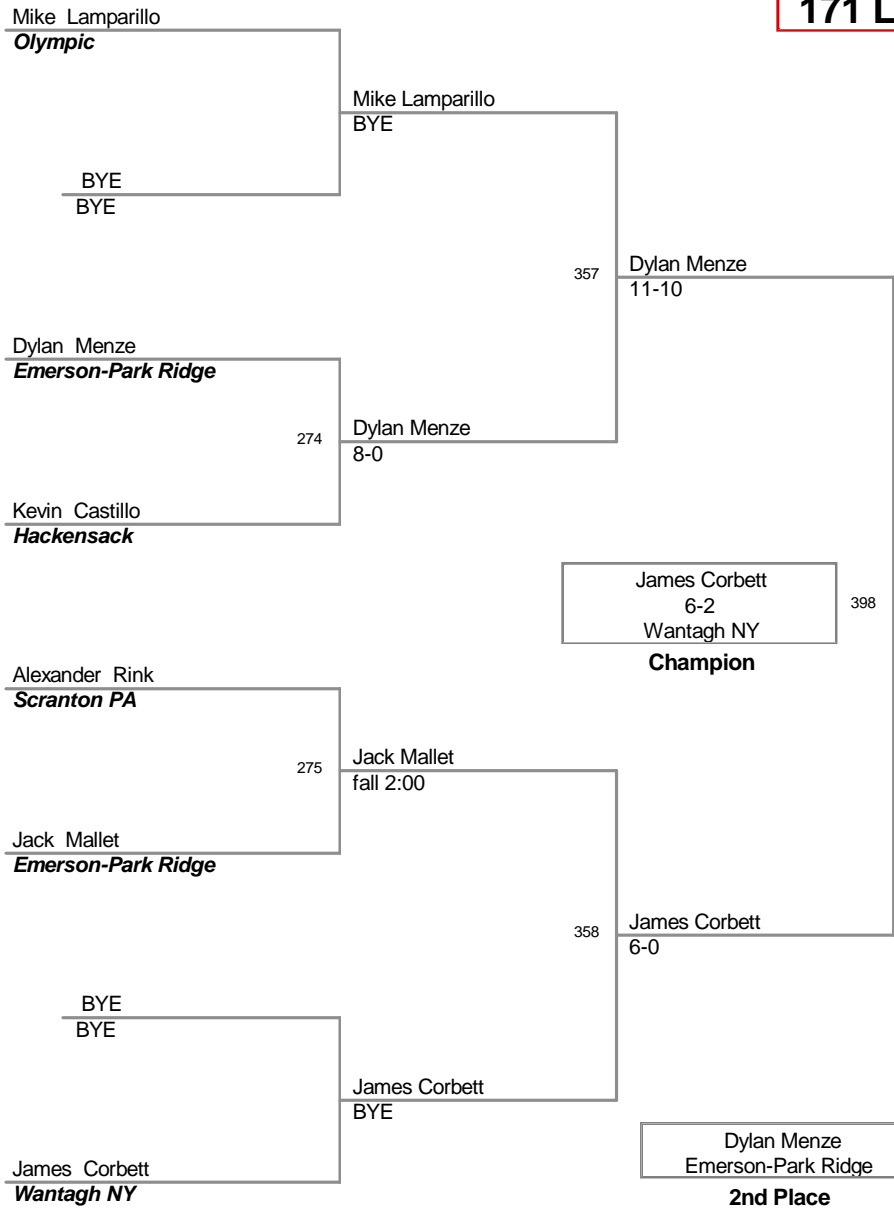 171 L
Mike Lamparillo
Olympic
Mike Lamparillo
BYE
BYE
BYE
357
Dylan Menze
11-10
Dylan Menze
Emerson-Park Ridge
274
Dylan Menze
8-0
Kevin Castillo
Hackensack
James Corbett
6-2
Wantagh NY
398
Champion
Alexander Rink
Scranton PA
275
Jack Mallet
fall 2:00
Jack Mallet
Emerson-Park Ridge
358
James Corbett
6-0
BYE
BYE
James Corbett
BYE
James Corbett
Wantagh NY
Dylan Menze
Emerson-Park Ridge
2nd Place